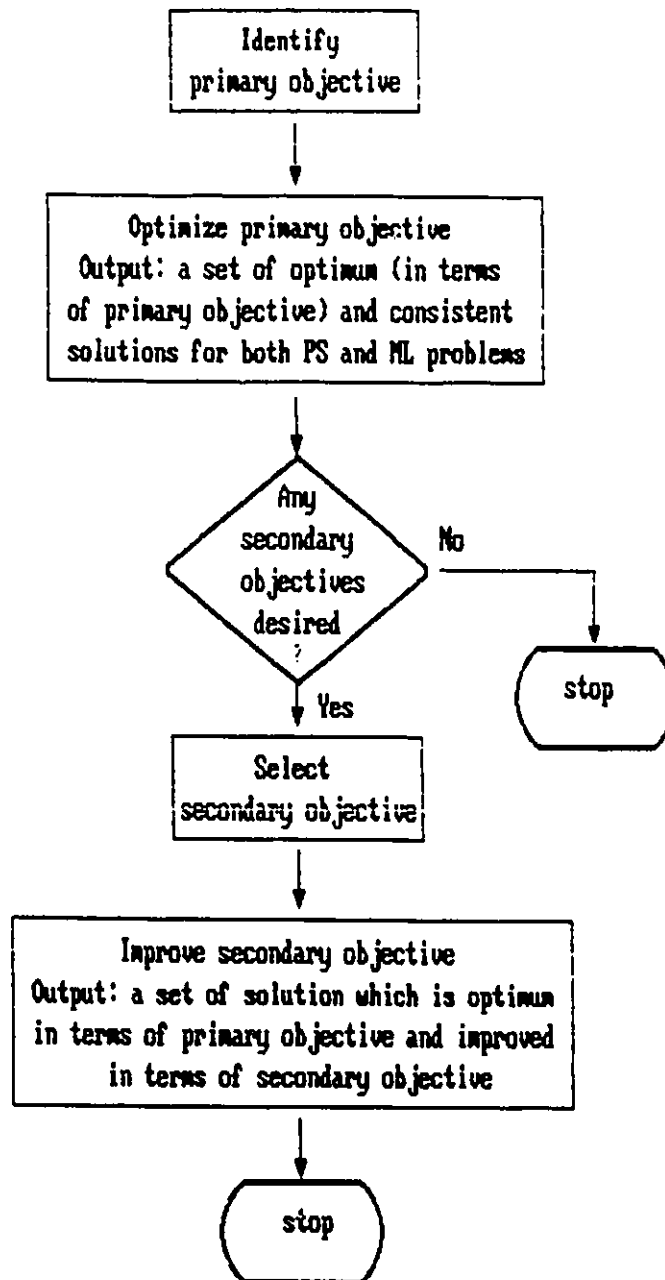 Identify
primary objective
Optimize primary objective
Output: a set of optimum (in terms
of primary objective) and consistent
solutions for both PS and ML problems
Any
secondary
objectives
desired
?
No
stop
Yes
Select
secondary objective
Improve secondary objective
Output: a set of solution which is optimum
in terms of primary objective and improved
in terms of secondary objective
stop